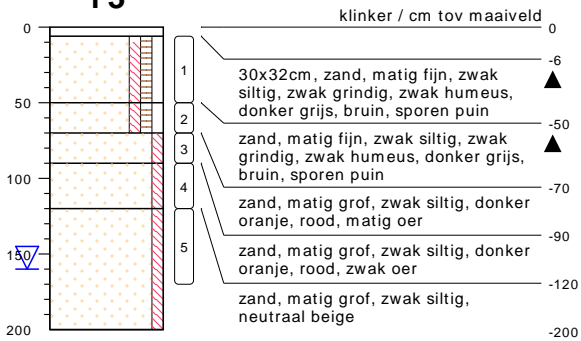 klinker / cm tov maaiveld
0
0
-6
1
30x32cm, zand, matig fijn, zwak
siltig, zwak grindig, zwak humeus,
donker grijs, bruin, sporen puin
50
-50
2
zand, matig fijn, zwak siltig, zwak
grindig, zwak humeus, donker grijs,
bruin, sporen puin
3
100
4
-70
zand, matig grof, zwak siltig, donker
oranje, rood, matig oer
-90
5
150
zand, matig grof, zwak siltig, donker
oranje, rood, zwak oer
-120
zand, matig grof, zwak siltig,
neutraal beige
200
-200